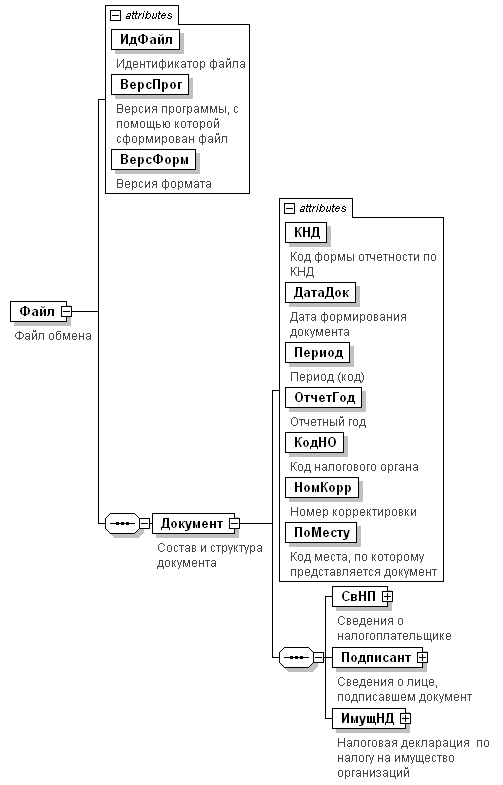 attributes
ИдФайл
Идентификатор файла
ВерсПрог
Версия программы, с
помощью которой
сформирован файл
ВерсФорм
Версия формата
Файл
Файл обмена
Документ
Состав и структура
документа
attributes
КНД
Код формы отчетности по
КНД
ДатаДок
Дата формирования
документа
Период
Период (код)
ОтчетГод
Отчетный год
КодНО
Код налогового органа
НомКорр
Номер корректировки
ПоМесту
Код места, по которому
представляется документ
СвНП
Сведения о
налогоплательщике
Подписант
Сведения о лице,
подписавшем документ
ИмущНД
Налоговая декларация по
налогу на имущество
организаций